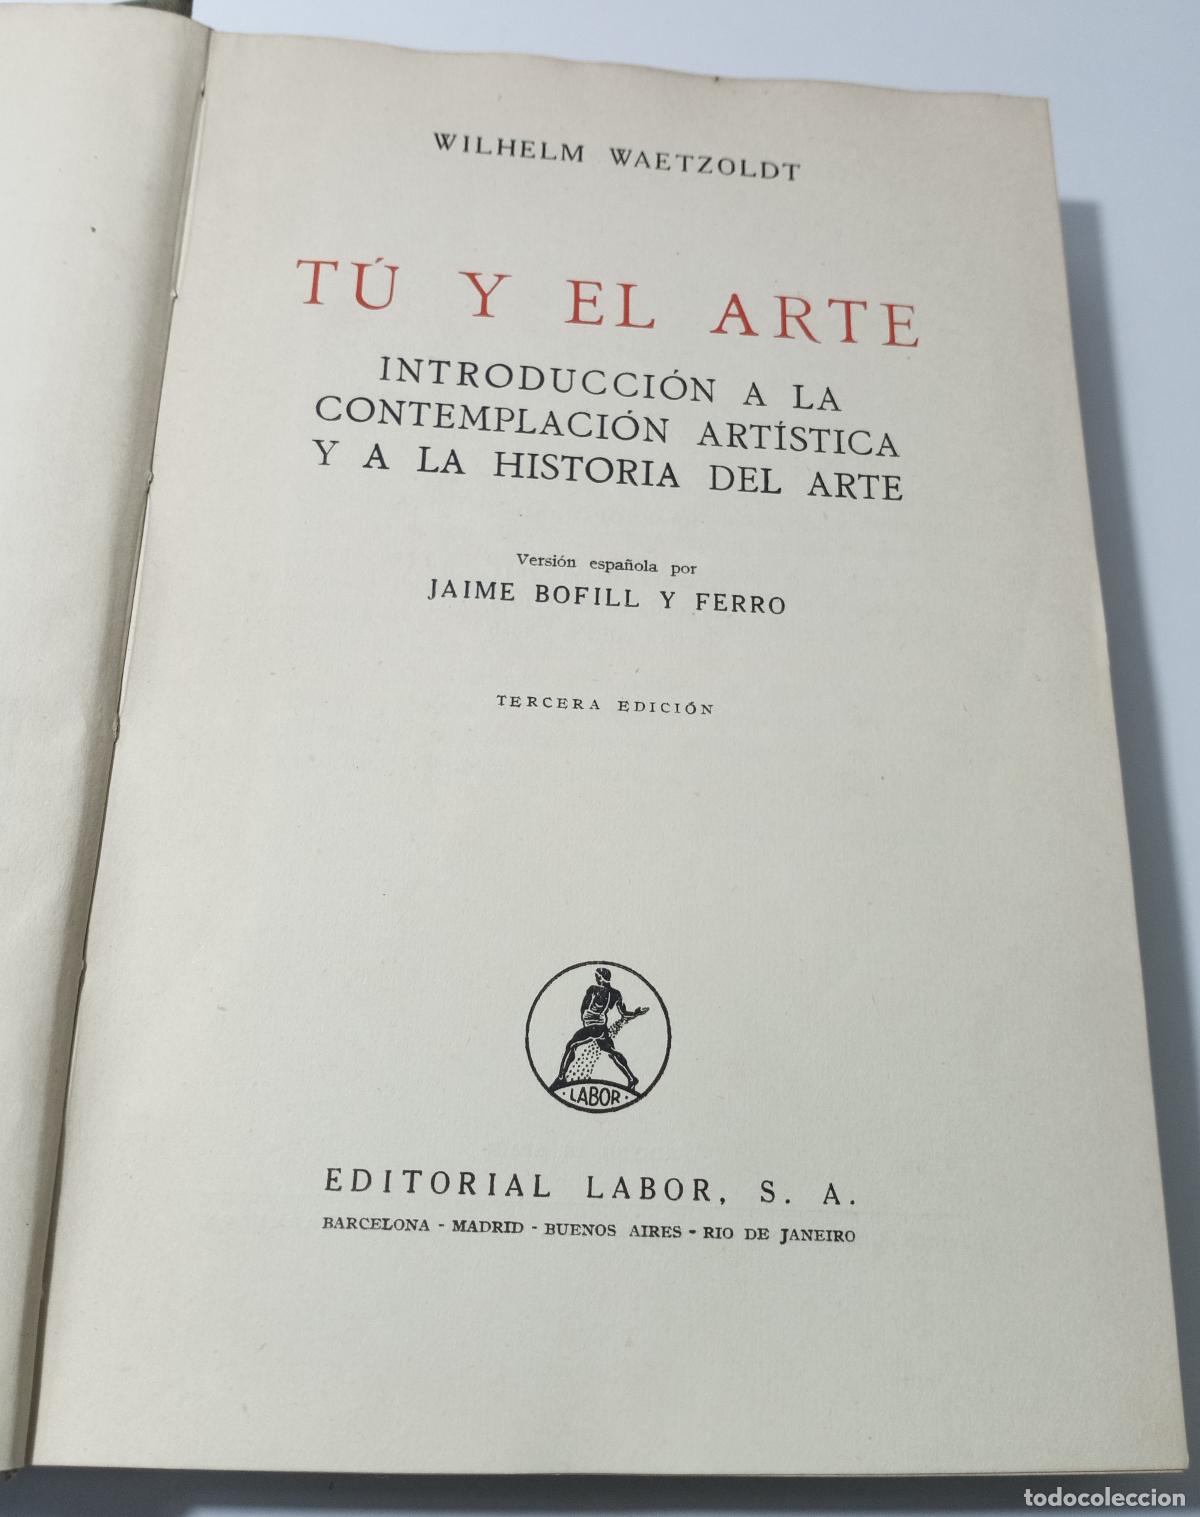 WILHELM WAETZOLDT
TÚ Y EL ARTE
INTRODUCCIÓN A LA
CONTEMPLACIÓN ARTÍSTICA
Y A LA HISTORIA DEL ARTE
Versión española por
JAIME BOFILL Y FERRO
TERCERA EDICIÓN
· LABOR ·
EDITORIAL LABOR, S. A.
BARCELONA - MADRID - BUENOS AIRES - RIO DE JANEIRO
todocoleccion